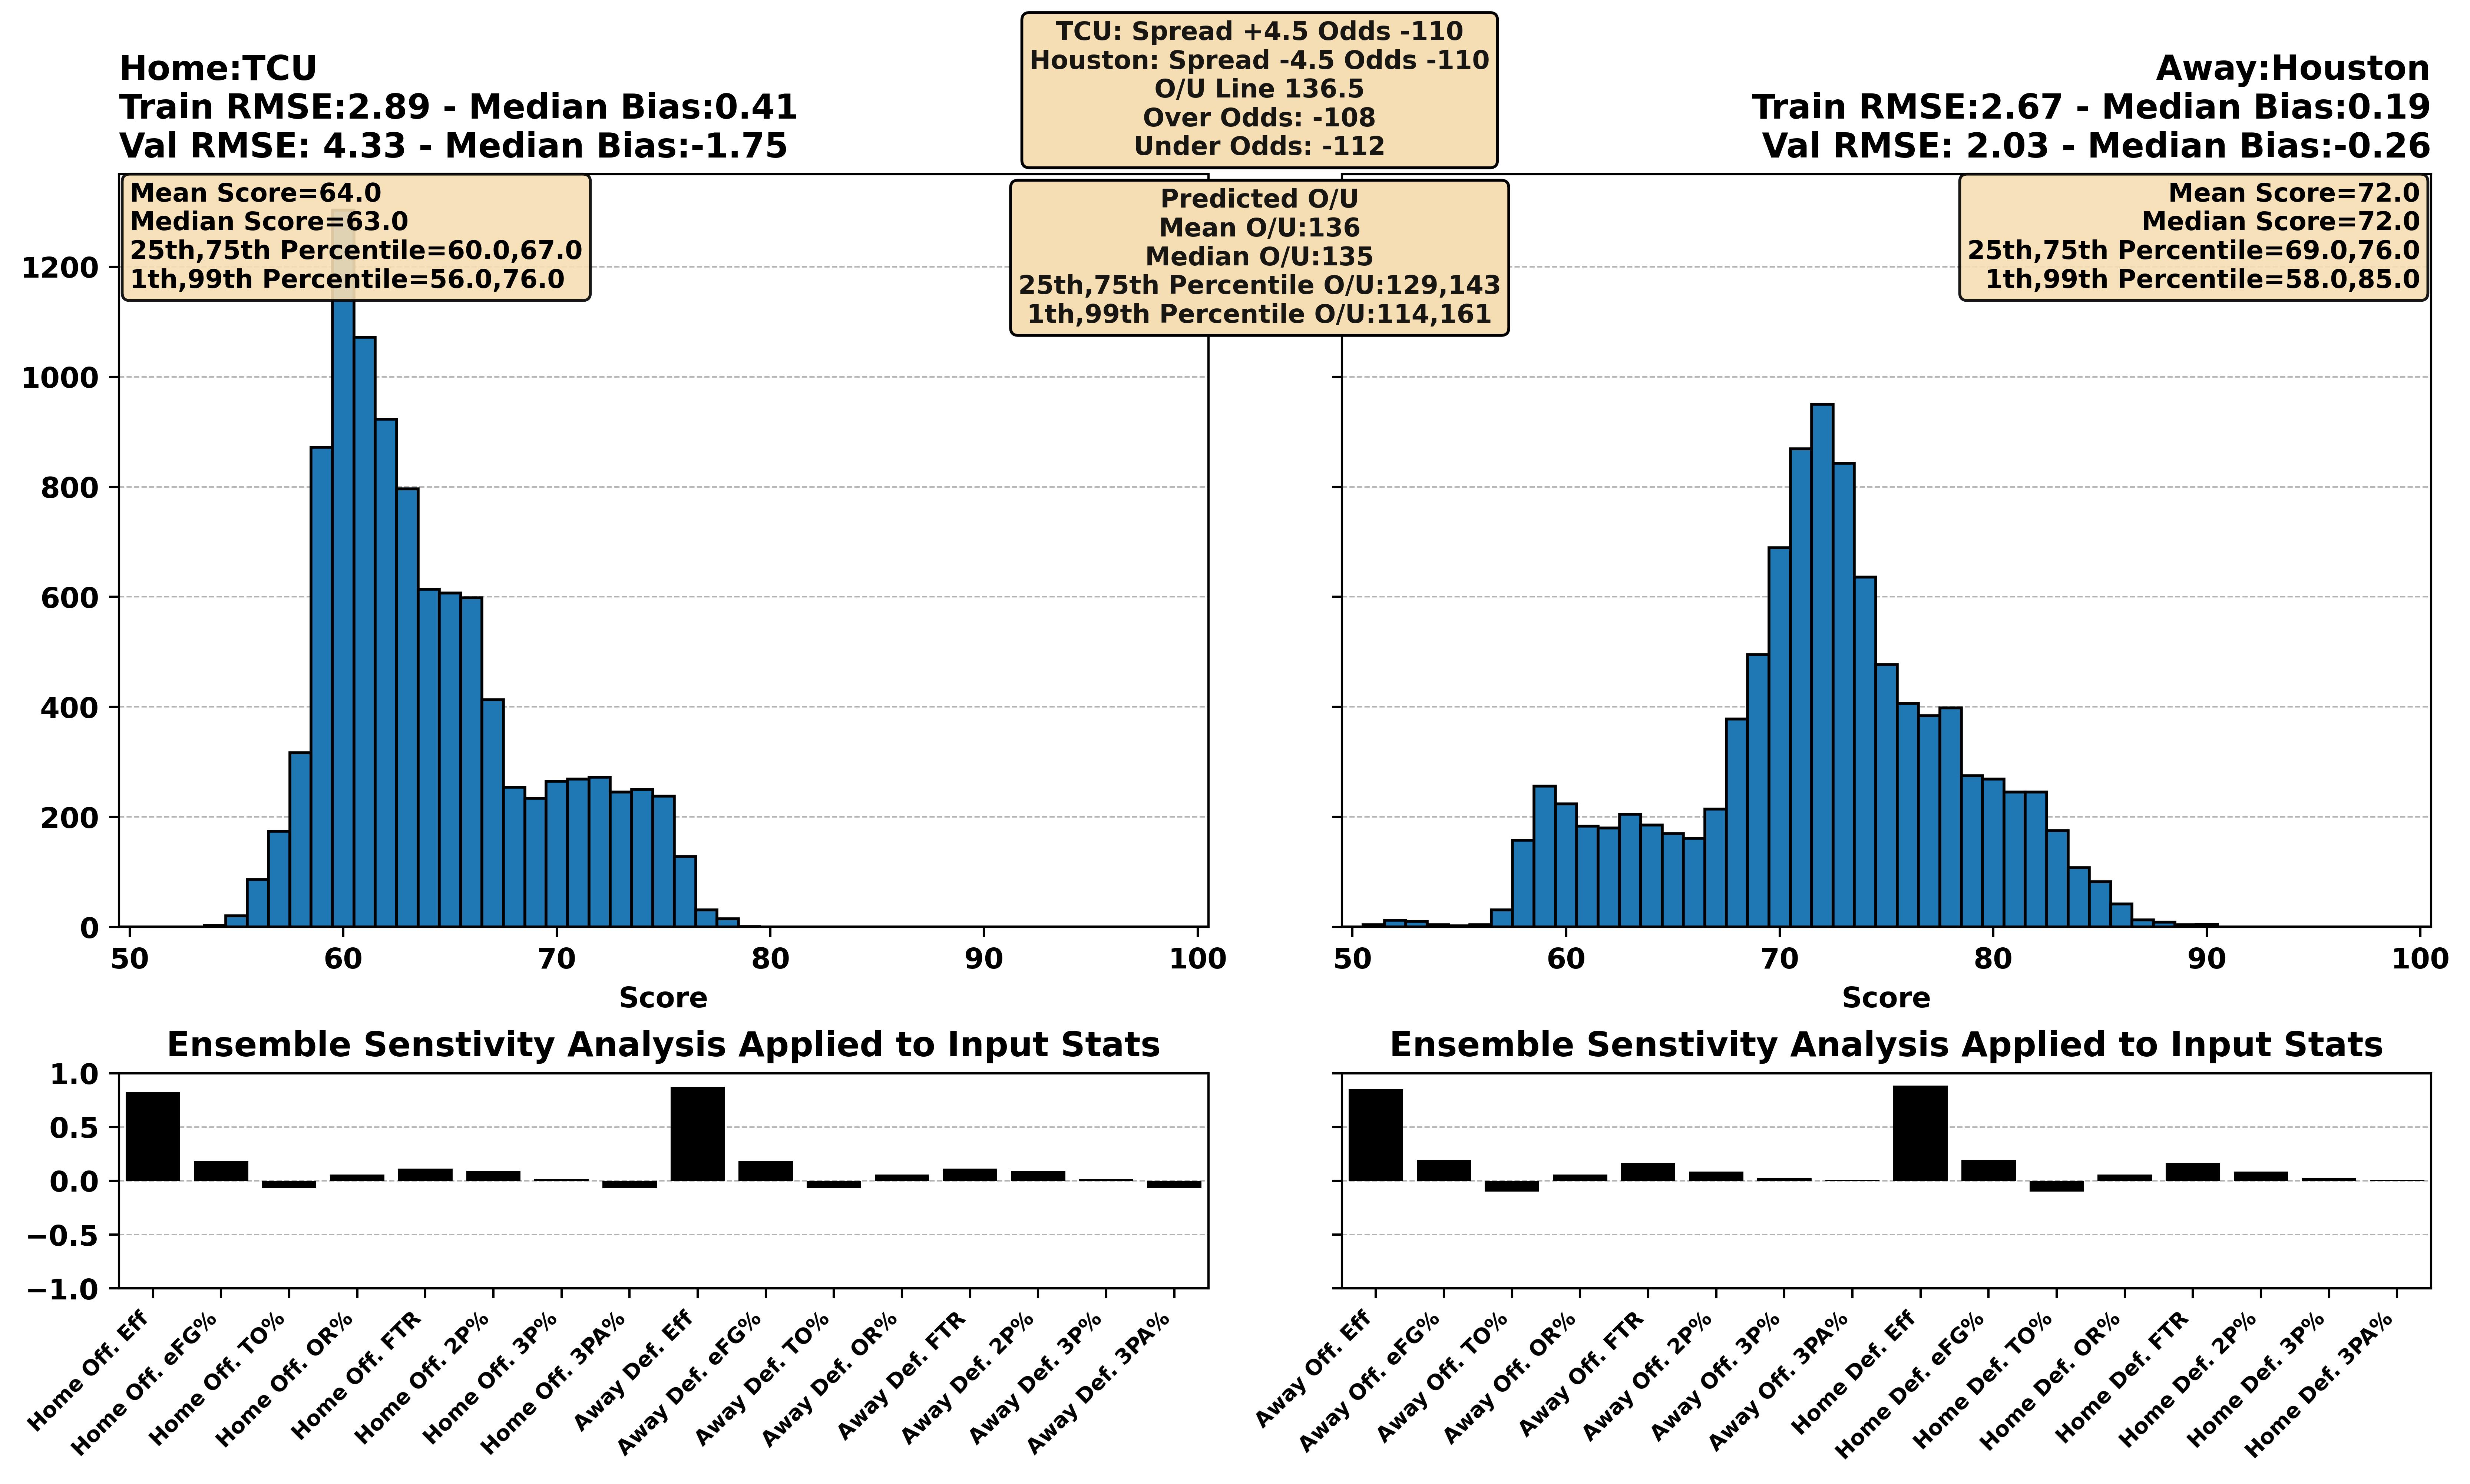 TCU: Spread +4.5 Odds -110
Houston: Spread -4.5 Odds -110
O/U Line 136.5
Over Odds: -108
Under Odds: -112
Home:TCU
Train RMSE:2.89 - Median Bias:0.41
Val RMSE: 4.33 - Median Bias:-1.75
Away:Houston
Train RMSE:2.67 - Median Bias:0.19
Val RMSE: 2.03 - Median Bias:-0.26
Mean Score=64.0
Median Score=63.0
25th,75th Percentile=60.0,67.0
1th,99th Percentile=56.0,76.0
Predicted O/U
Mean O/U:136
Median O/U:135
25th,75th Percentile O/U:129,143
1th,99th Percentile O/U:114,161
Mean Score=72.0
Median Score=72.0
25th,75th Percentile=69.0,76.0
1th,99th Percentile=58.0,85.0
1200
1000
800
600
400
200
0
50 60 70 80 90 100
Score
50 60 70 80 90 100
Score
Ensemble Senstivity Analysis Applied to Input Stats
1.0
0.5
0.0
−0.5
−1.0
Home Off. Eff
Home Off. eFG%
Home Off. TO%
Home Off. OR%
Home Off. FTR
Home Off. 2P%
Home Off. 3P%
Home Off. 3PA%
Away Def. Eff
Away Def. eFG%
Away Def. TO%
Away Def. OR%
Away Def. FTR
Away Def. 2P%
Away Def. 3P%
Away Def. 3PA%
Ensemble Senstivity Analysis Applied to Input Stats
Away Off. Eff
Away Off. eFG%
Away Off. TO%
Away Off. OR%
Away Off. FTR
Away Off. 2P%
Away Off. 3P%
Away Off. 3PA%
Home Def. Eff
Home Def. eFG%
Home Def. TO%
Home Def. OR%
Home Def. FTR
Home Def. 2P%
Home Def. 3P%
Home Def. 3PA%